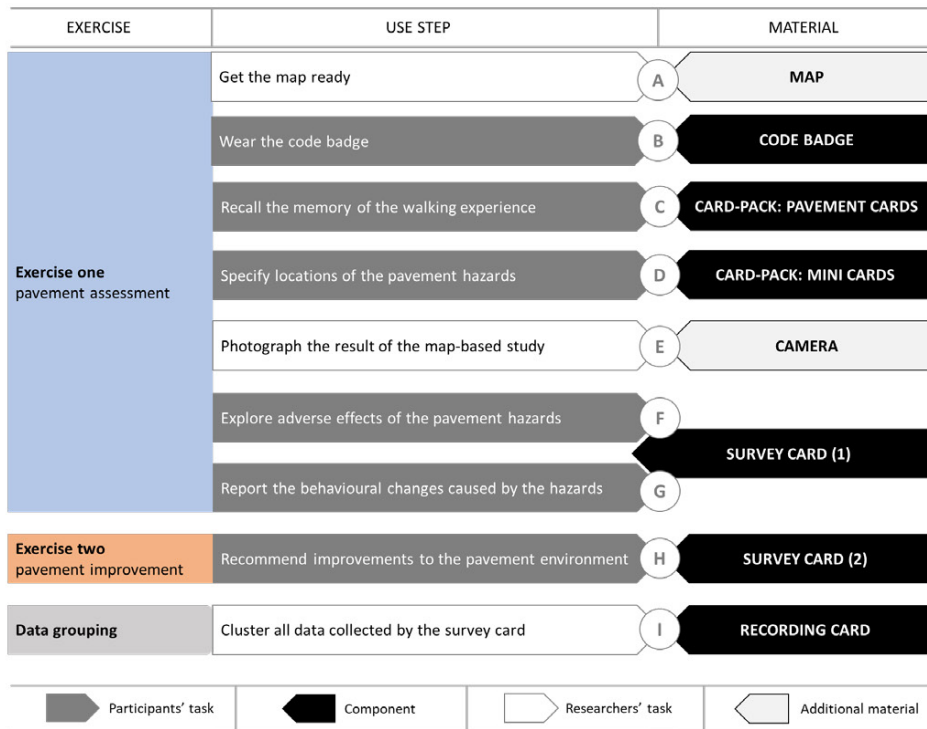 EXERCISE USE STEP MATERIAL
Get the map ready A MAP
Wear the code badge B CODE BADGE
Recall the memory of the walking experience C CARD-PACK: PAVEMENT CARDS
Exercise one
pavement assessment
Specify locations of the pavement hazards D CARD-PACK: MINI CARDS
Photograph the result of the map-based study E CAMERA
Explore adverse effects of the pavement hazards F
SURVEY CARD (1)
Report the behavioural changes caused by the hazards G
Exercise two
pavement improvement
Recommend improvements to the pavement environment H SURVEY CARD (2)
Data grouping Cluster all data collected by the survey card I RECORDING CARD
Participants' task Component Researchers' task Additional material